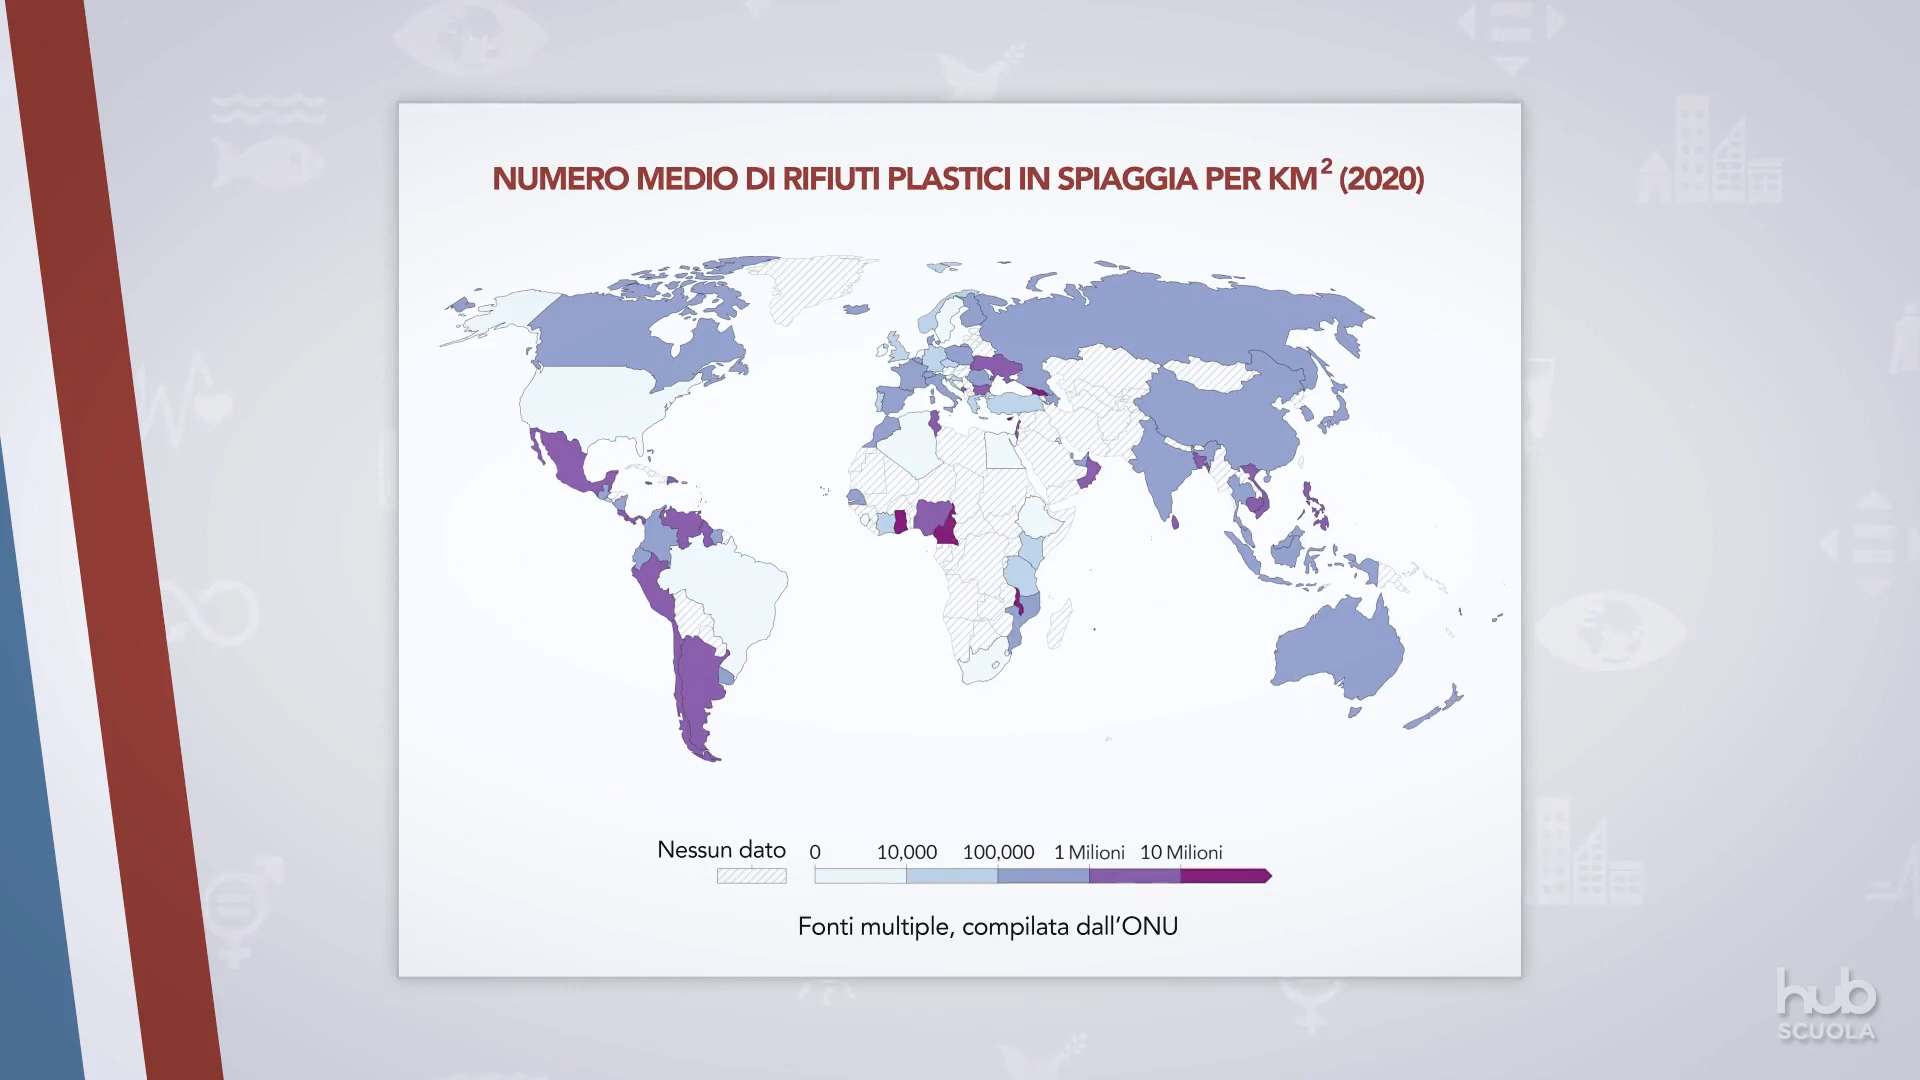 NUMERO MEDIO DI RIFIUTI PLASTICI IN SPIAGGIA PER KM² (2020)
Nessun dato 0 10,000 100,000 1 Milioni 10 Milioni
Fonti multiple, compilata dall'ONU
hub
SCUOLA